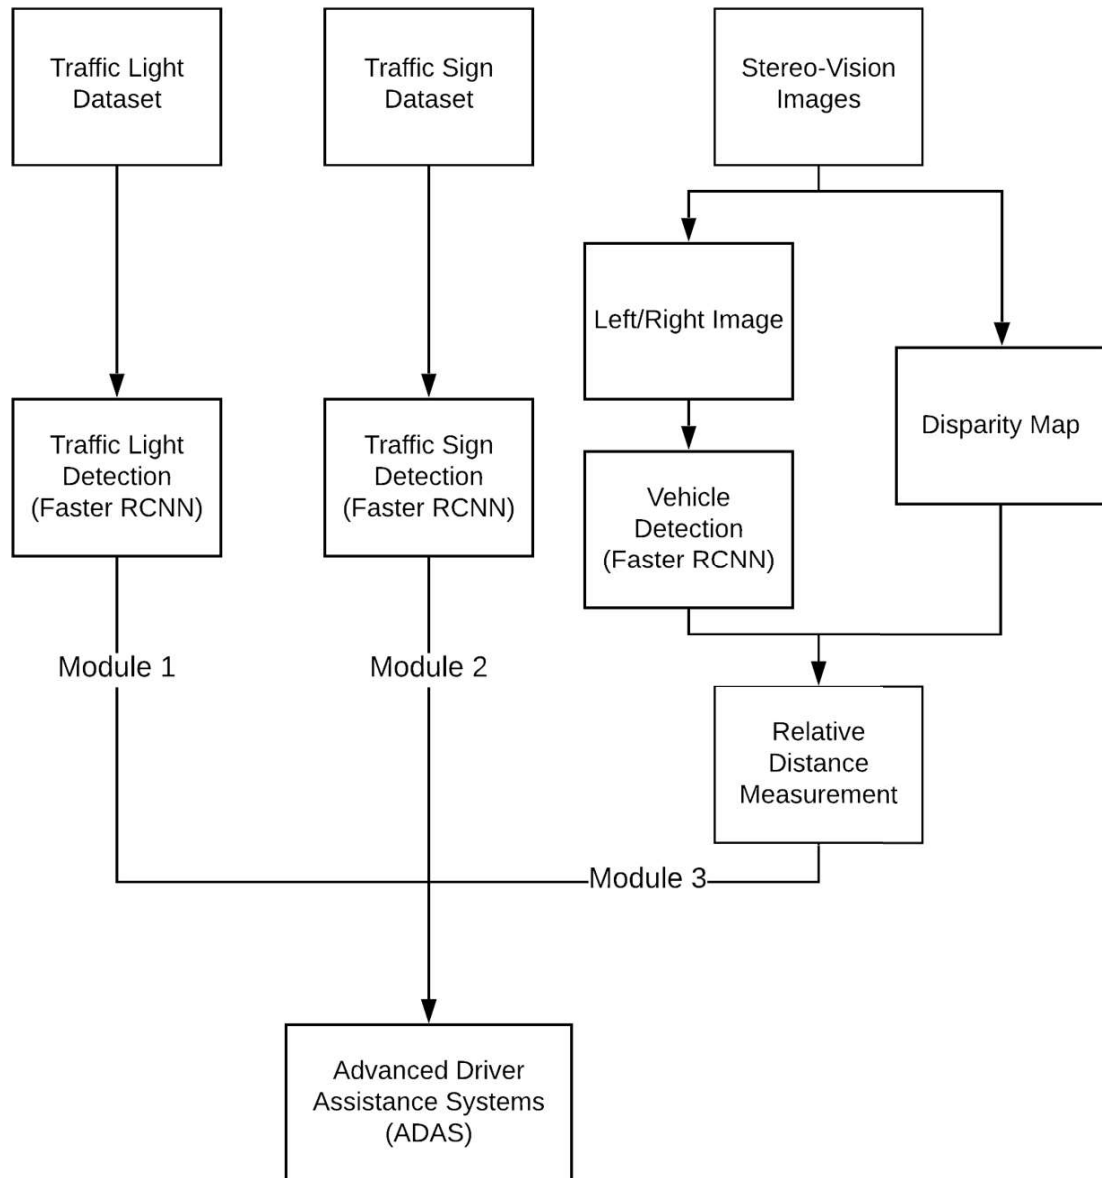 Traffic Light
Dataset
Traffic Sign
Dataset
Stereo-Vision
Images
Left/Right Image
Disparity Map
Traffic Light
Detection
(Faster RCNN)
Traffic Sign
Detection
(Faster RCNN)
Vehicle
Detection
(Faster RCNN)
Module 1
Module 2
Relative
Distance
Measurement
Module 3
Advanced Driver
Assistance Systems
(ADAS)